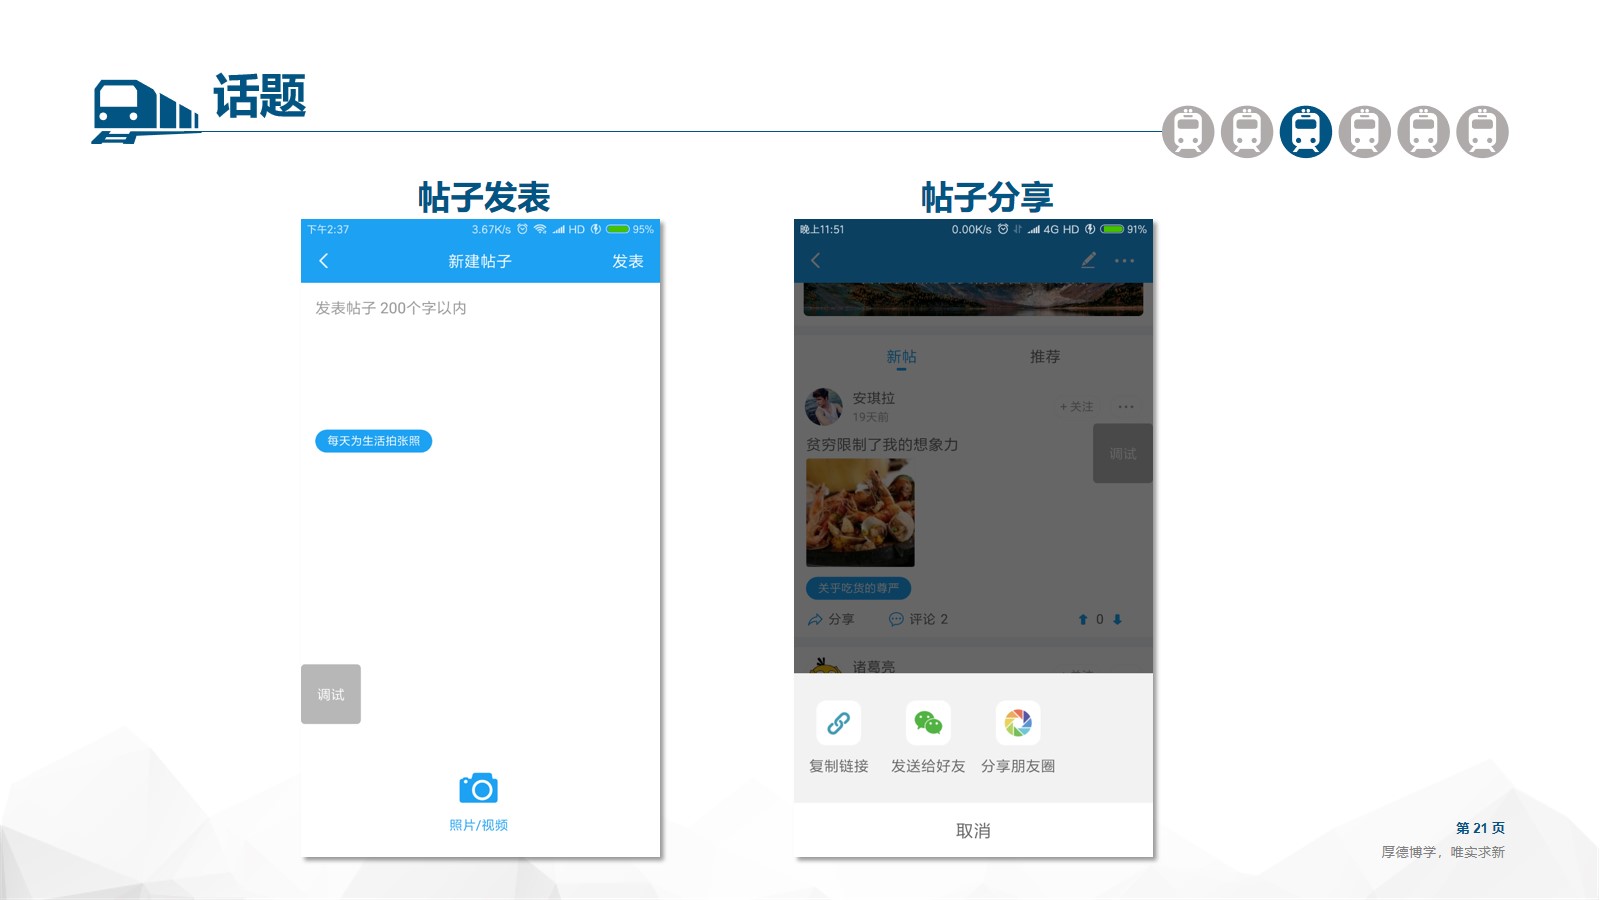 话题
帖子发表
帖子分享
下午2:37 3.67K/s HD 95%
新建帖子 发表
发表帖子 200个字以内
每天为生活拍张照
调试
照片/视频
晚上11:51 0.00K/s 4G HD 91%
新帖 推荐
安琪拉
19天前
+ 关注
贫穷限制了我的想象力
调试
关乎吃货的尊严
分享 评论 2 0
诸葛亮
复制链接 发送给好友 分享朋友圈
取消
第 21 页
厚德博学，唯实求新